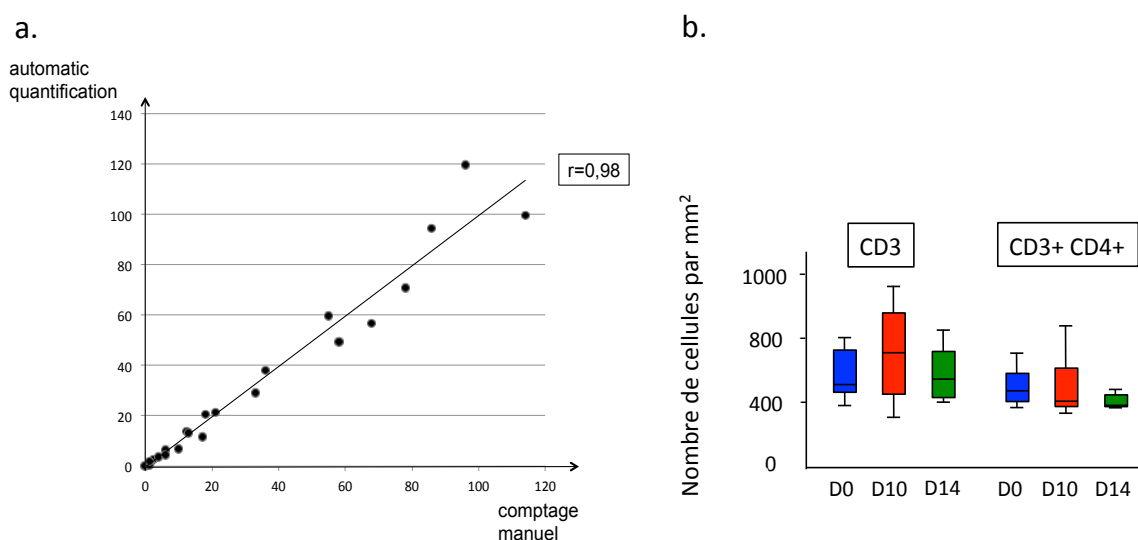 a.
automatic
quantification
140
120
100
80
60
40
20
0
r=0,98
0 20 40 60 80 100 120
comptage
manuel
b.
Nombre de cellules par mm²
CD3 CD3+ CD4+
1000
800
400
0
D0 D10 D14 D0 D10 D14